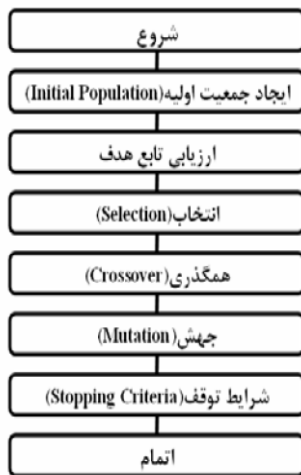 شروع
ایجاد جمعیت اولیه(Initial Population)
ارزیابی تابع هدف
انتخاب(Selection)
همگذری(Crossover)
جهش(Mutation)
شرایط توقف(Stopping Criteria)
اتمام